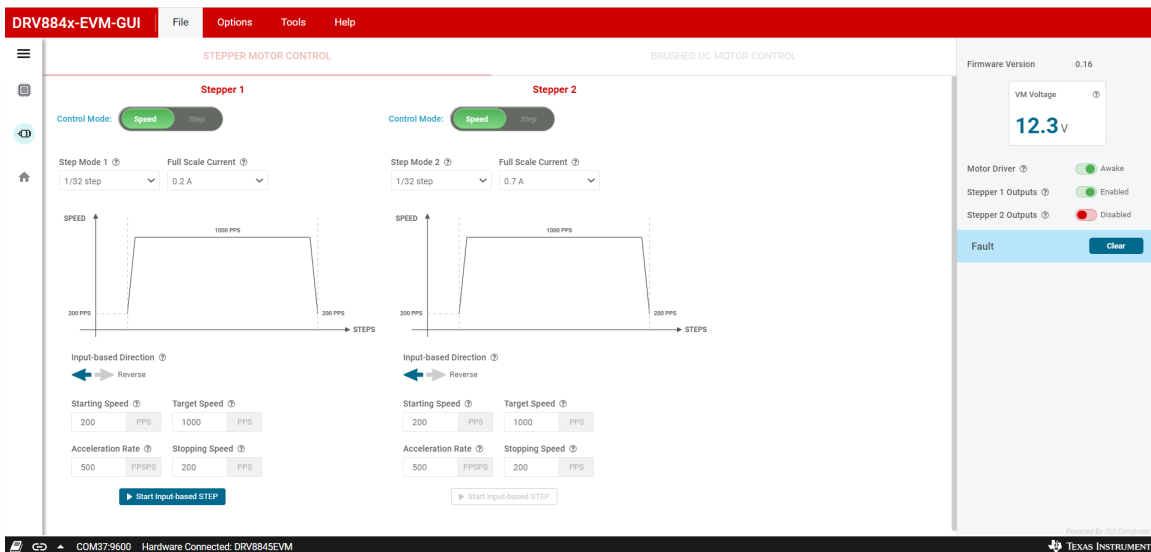 DRV884x-EVM-GUI File Options Tools Help
STEPPER MOTOR CONTROL BRUSHED DC MOTOR CONTROL
Stepper 1 Stepper 2
Control Mode: Speed Step Control Mode: Speed Step
Step Mode 1 Full Scale Current Step Mode 2 Full Scale Current
1/32 step 0.2 A 1/32 step 0.7 A
SPEED SPEED
1000 PPS 1000 PPS
200 PPS 200 PPS 200 PPS 200 PPS
STEPS STEPS
Input-based Direction Input-based Direction
Reverse Reverse
Starting Speed Target Speed Starting Speed Target Speed
200 PPS 1000 PPS 200 PPS 1000 PPS
Acceleration Rate Stopping Speed Acceleration Rate Stopping Speed
500 PPSPS 200 PPS 500 PPSPS 200 PPS
Start Input-based STEP Start Input-based STEP
Firmware Version 0.16
VM Voltage
12.3 V
Motor Driver Awake
Stepper 1 Outputs Enabled
Stepper 2 Outputs Disabled
Fault Clear
Powered By GUI Composer
COM37:9600 Hardware Connected: DRV8845EVM TEXAS INSTRUMENT